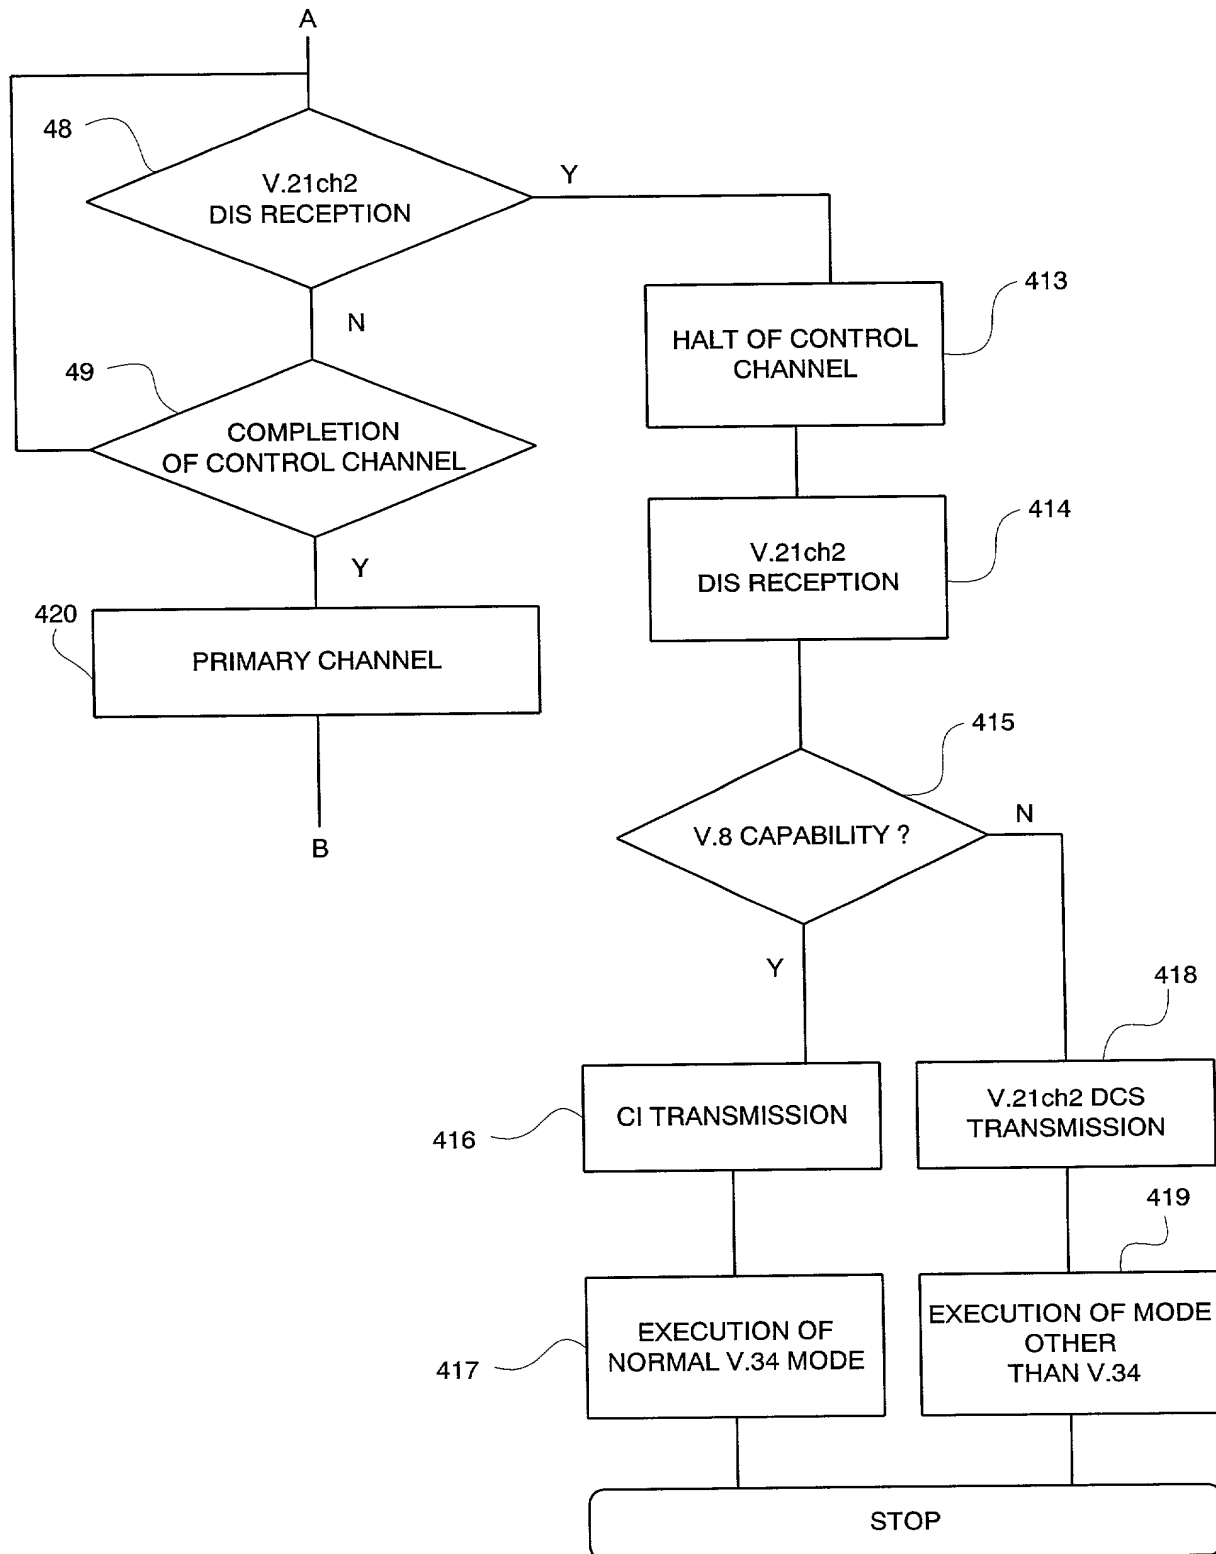 A
48
V.21ch2
DIS RECEPTION
Y
N
413
HALT OF CONTROL
CHANNEL
49
COMPLETION
OF CONTROL CHANNEL
Y
414
V.21ch2
DIS RECEPTION
420
PRIMARY CHANNEL
B
415
V.8 CAPABILITY ?
N
Y
418
416
CI TRANSMISSION
V.21ch2 DCS
TRANSMISSION
419
417
EXECUTION OF
NORMAL V.34 MODE
EXECUTION OF MODE
OTHER
THAN V.34
STOP